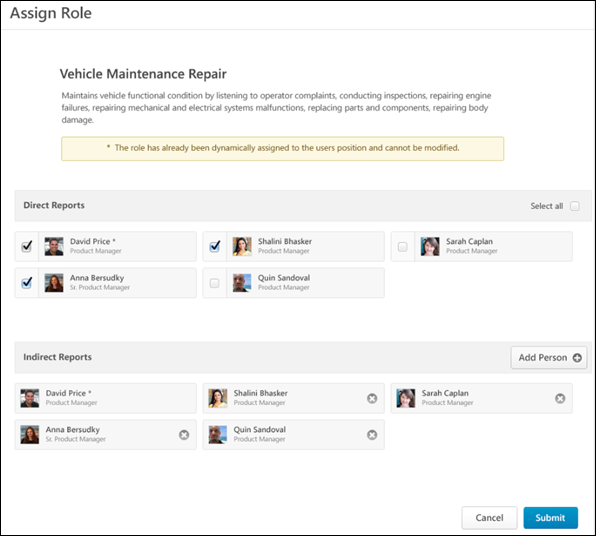 Assign Role
Vehicle Maintenance Repair
Maintains vehicle functional condition by listening to operator complaints, conducting inspections, repairing engine
failures, repairing mechanical and electrical systems malfunctions, replacing parts and components, repairing body
damage.
* The role has already been dynamically assigned to the users position and cannot be modified.
Direct Reports
Select all
David Price *
Product Manager
Shalini Bhasker
Product Manager
Sarah Caplan
Product Manager
Anna Bersudky
Sr. Product Manager
Quin Sandoval
Product Manager
Indirect Reports
Add Person
David Price *
Product Manager
Shalini Bhasker
Product Manager
Sarah Caplan
Product Manager
Anna Bersudky
Sr. Product Manager
Quin Sandoval
Product Manager
Cancel
Submit